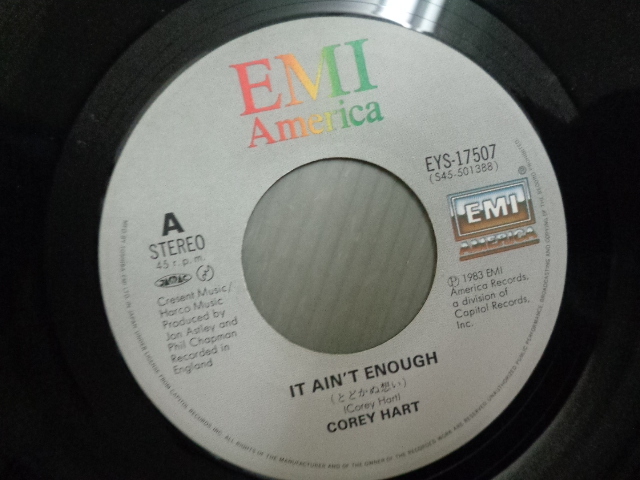 EMI
America
EYS-17507
(S45-501388)
EMI
AMERICA
A
STEREO
45 r.p.m.
Cresent Music/
Harco Music
Produced by
Jon Astley and
Phil Chapman
Recorded in
England
Ⓟ 1983 EMI
America Records,
a division of
Capitol Records,
Inc.
IT AIN'T ENOUGH
(とどかぬ想い)
(Corey Hart)
COREY HART